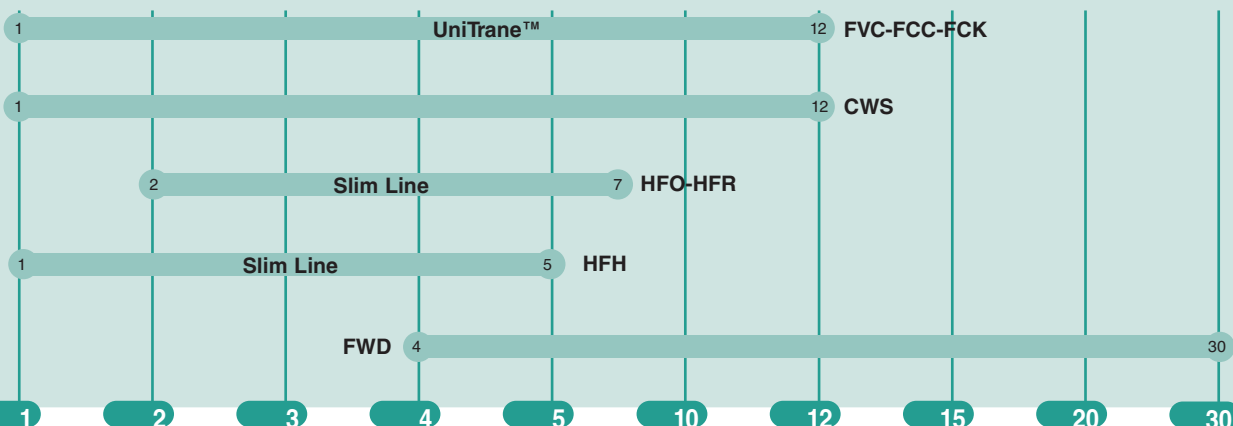 1 UniTrane™ 12 FVC-FCC-FCK
1 12 CWS
2 Slim Line 7 HFO-HFR
1 Slim Line 5 HFH
FWD 4 30
1 2 3 4 5 10 12 15 20 30